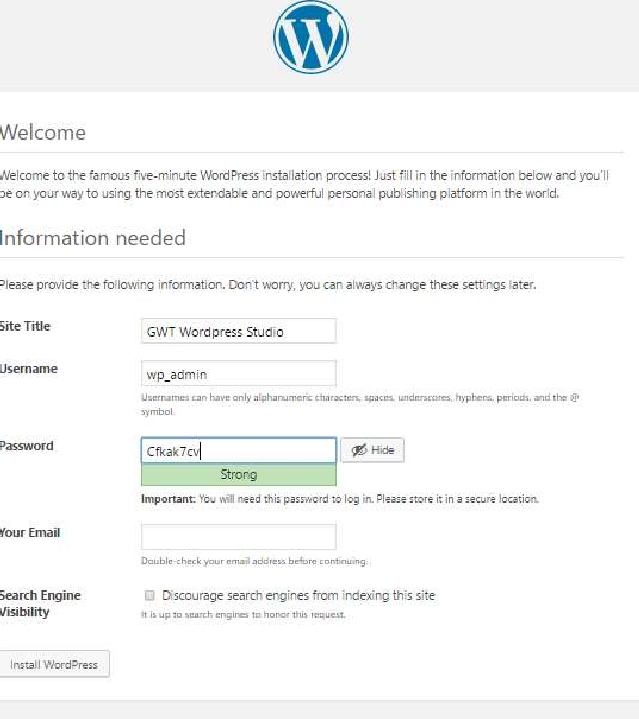 W
Welcome
Welcome to the famous five-minute WordPress installation process! Just fill in the information below and you'll
be on your way to using the most extendable and powerful personal publishing platform in the world.
Information needed
Please provide the following information. Don't worry, you can always change these settings later.
Site Title
GWT Wordpress Studio
Username
wp_admin
Usernames can have only alphanumeric characters, spaces, underscores, hyphens, periods, and the @
symbol.
Password
Cfkak7cv
Hide
Strong
Important: You will need this password to log in. Please store it in a secure location.
Your Email
Double-check your email address before continuing.
Search Engine
Visibility
Discourage search engines from indexing this site
It is up to search engines to honor this request.
Install WordPress